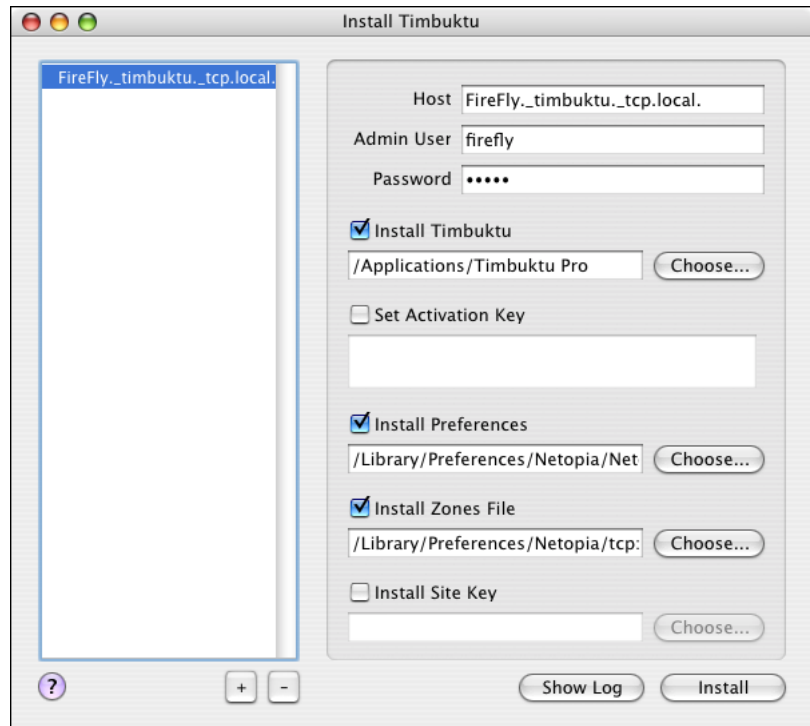 Install Timbuktu
FireFly._timbuktu._tcp.local.
Host FireFly._timbuktu._tcp.local.
Admin User firefly
Password •••••
Install Timbuktu
/Applications/Timbuktu Pro Choose...
Set Activation Key
Install Preferences
/Library/Preferences/Netopia/Net Choose...
Install Zones File
/Library/Preferences/Netopia/tcp: Choose...
Install Site Key
Choose...
? + - Show Log Install